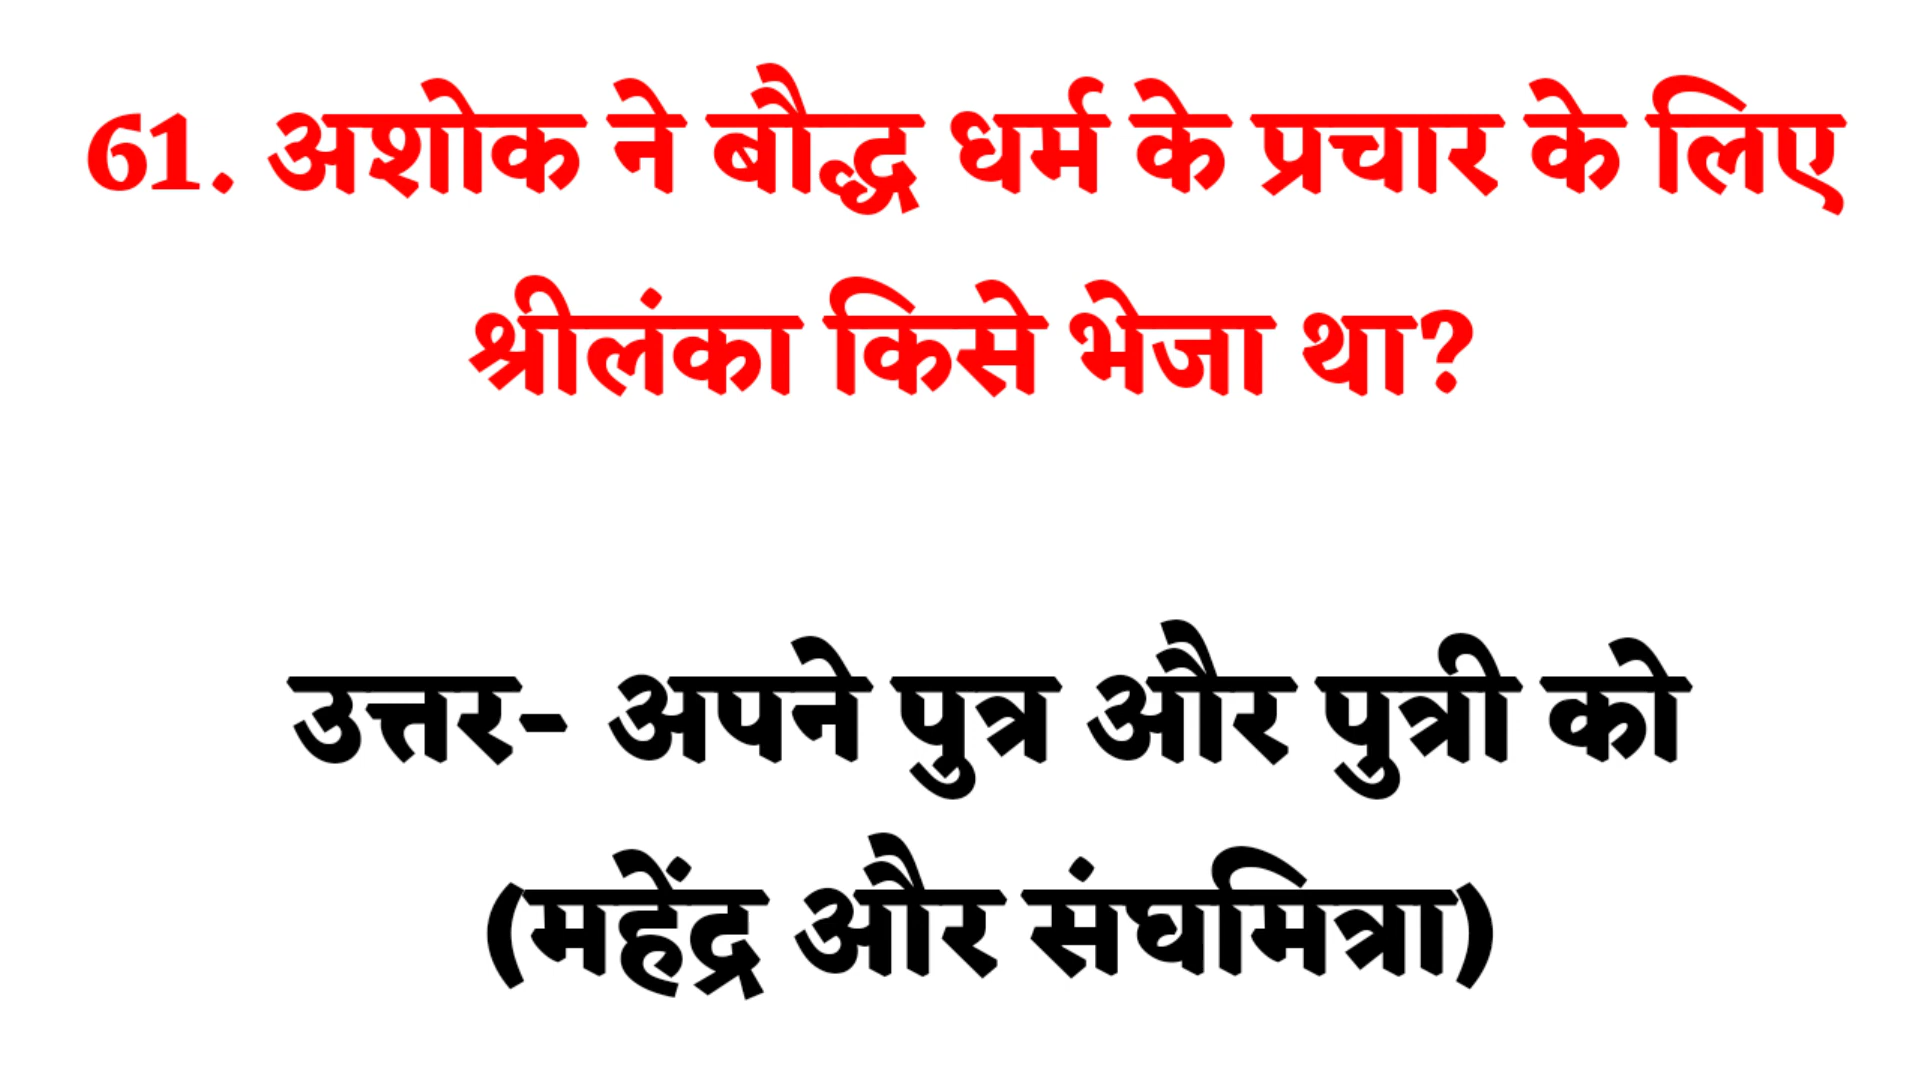 61. अशोक ने बौद्ध धर्म के प्रचार के लिए
श्रीलंका किसे भेजा था?
उत्तर- अपने पुत्र और पुत्री को
(महेंद्र और संघमित्रा)